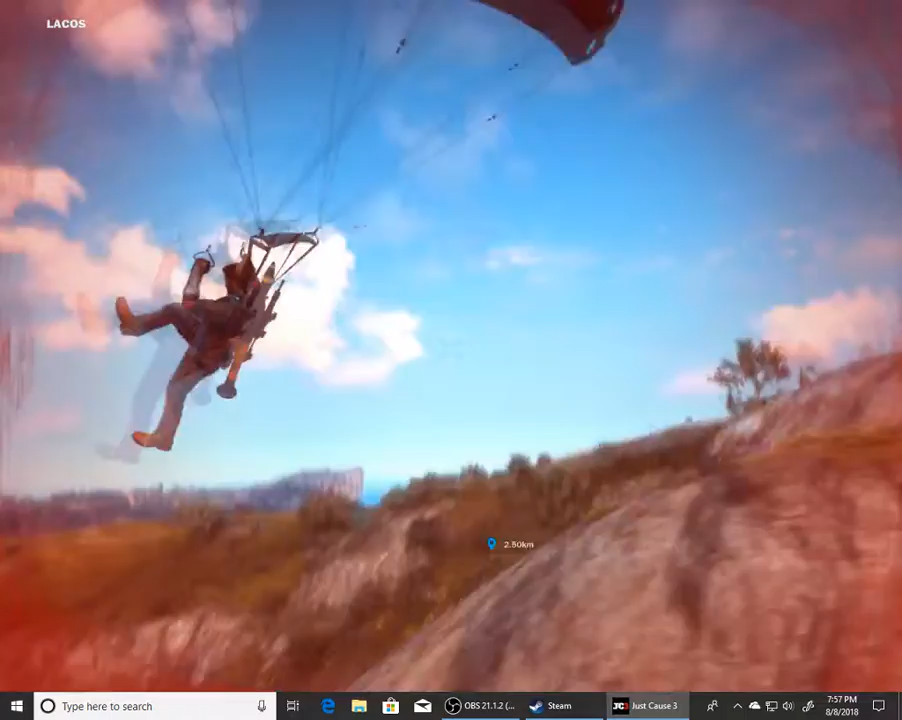 LACOS
2.50km
Type here to search
OBS 21.1.2 (...
Steam
JC3
Just Cause 3
7:57 PM
8/8/2018